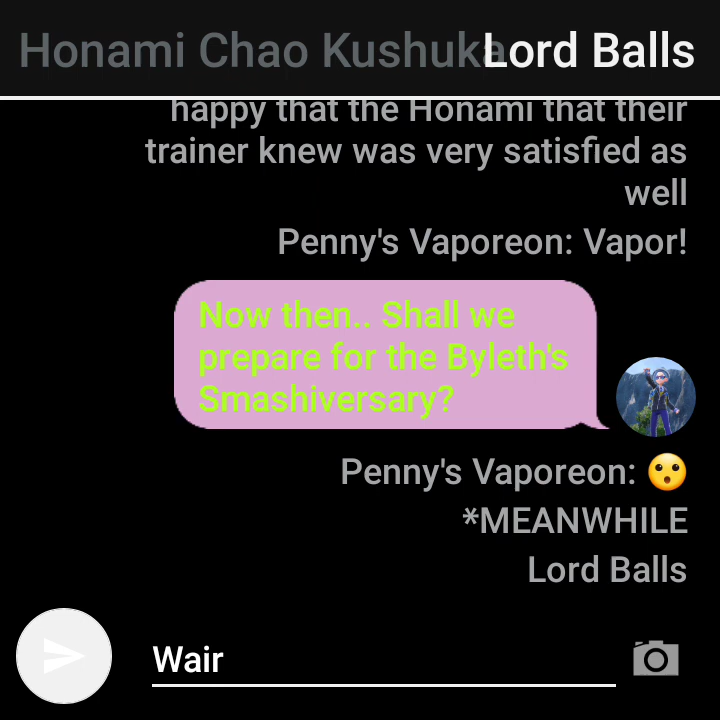 Honami Chao Kushuka Lord Balls
happy that the Honami that their
trainer knew was very satisfied as
well
Penny's Vaporeon: Vapor!
Now then.. Shall we
prepare for the Byleth's
Smashiversary?
Penny's Vaporeon: 😮
*MEANWHILE
Lord Balls
Wair